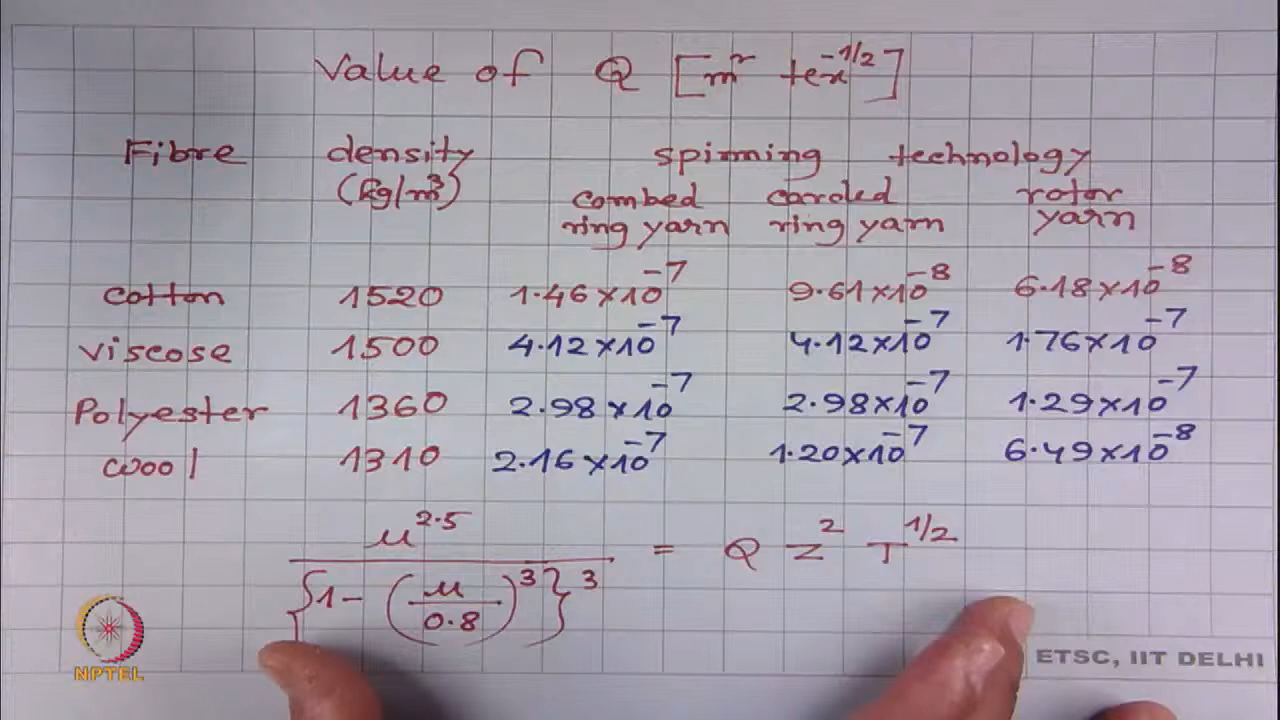 Value of Q [m² tex^-1/2]
Fibre density (kg/m³) spinning technology
combed ring yarn carded ring yarn rotor yarn
cotton 1520 1.46×10^-7 9.61×10^-8 6.18×10^-8
viscose 1500 4.12×10^-7 4.12×10^-7 1.76×10^-7
Polyester 1360 2.98×10^-7 2.98×10^-7 1.29×10^-7
wool 1310 2.16×10^-7 1.20×10^-7 6.49×10^-8
μ^2.5 / {1-(μ/0.8)^3}^3 = Q Z^2 T^1/2
NPTEL
ETSC, IIT DELHI